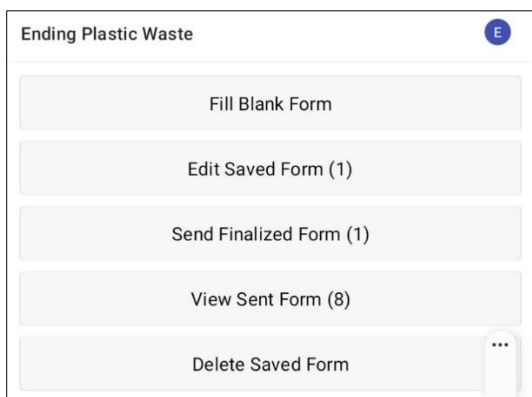 Ending Plastic Waste E
Fill Blank Form
Edit Saved Form (1)
Send Finalized Form (1)
View Sent Form (8)
Delete Saved Form